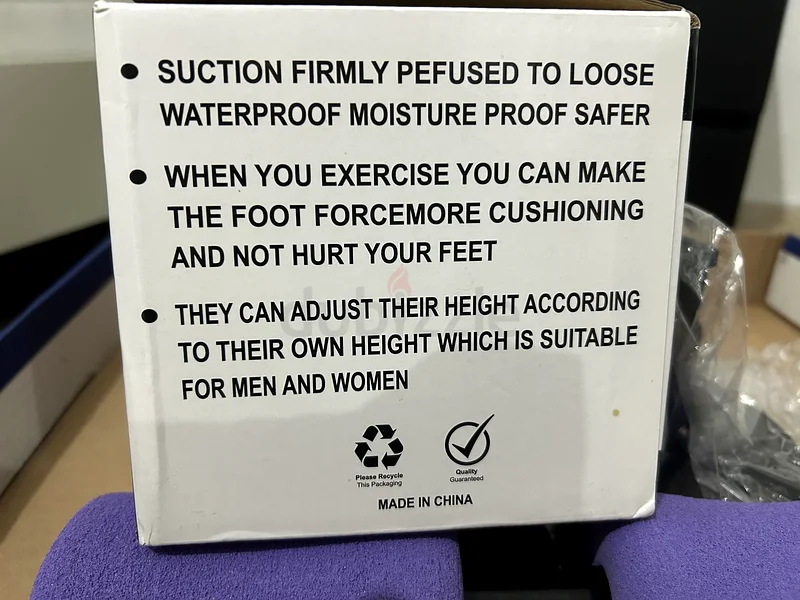 ● SUCTION FIRMLY PEFUSED TO LOOSE
WATERPROOF MOISTURE PROOF SAFER
● WHEN YOU EXERCISE YOU CAN MAKE
THE FOOT FORCEMORE CUSHIONING
AND NOT HURT YOUR FEET
● THEY CAN ADJUST THEIR HEIGHT ACCORDING
TO THEIR OWN HEIGHT WHICH IS SUITABLE
FOR MEN AND WOMEN
dubizzle
Please Recycle
This Packaging
Quality
Guaranteed
MADE IN CHINA